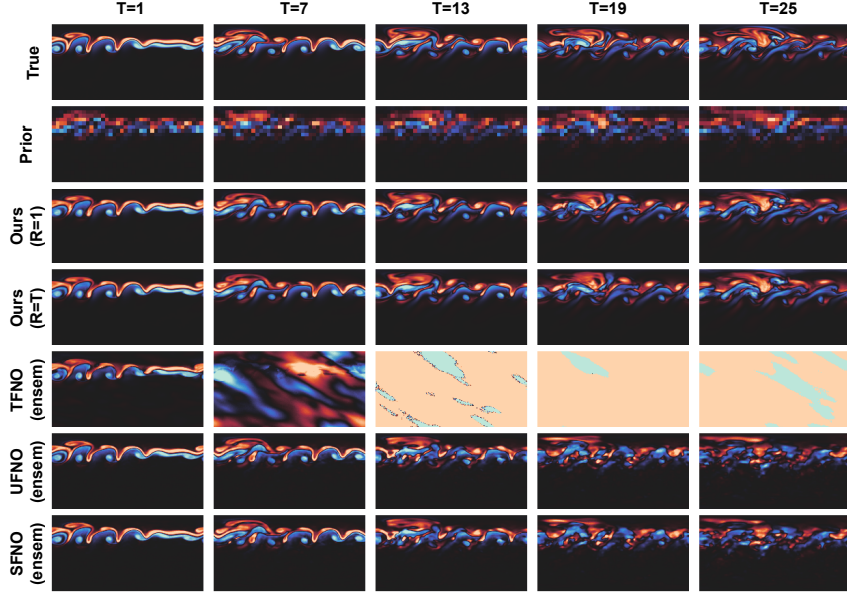 T=1 T=7 T=13 T=19 T=25
True
Prior
Ours
(R=1)
Ours
(R=T)
TFNO
(ensem)
UFNO
(ensem)
SFNO
(ensem)